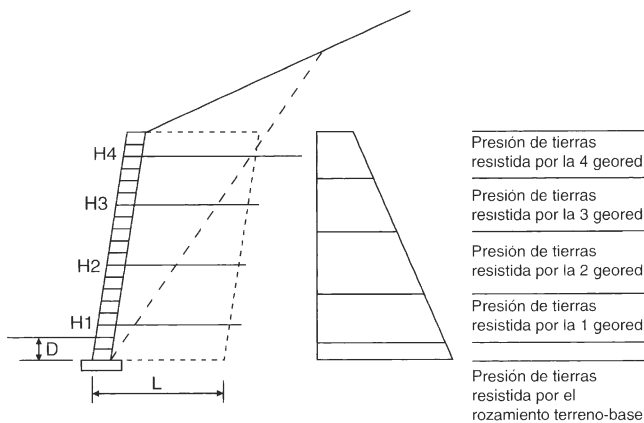 H4
H3
H2
H1
D
L
Presión de tierras
resistida por la 4 geored
Presión de tierras
resistida por la 3 geored
Presión de tierras
resistida por la 2 geored
Presión de tierras
resistida por la 1 geored
Presión de tierras
resistida por el
rozamiento terreno-base